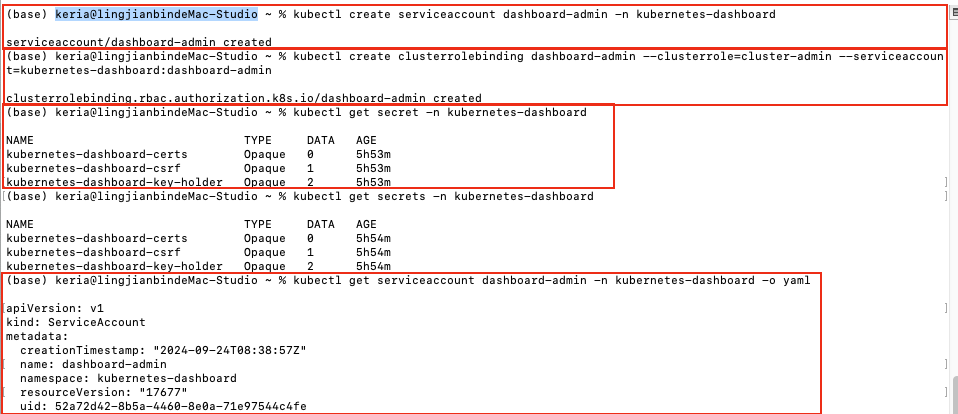 (base) keria@lingjianbindeMac-Studio ~ % kubectl create serviceaccount dashboard-admin -n kubernetes-dashboard
serviceaccount/dashboard-admin created
(base) keria@lingjianbindeMac-Studio ~ % kubectl create clusterrolebinding dashboard-admin --clusterrole=cluster-admin --serviceaccoun
t=kubernetes-dashboard:dashboard-admin
clusterrolebinding.rbac.authorization.k8s.io/dashboard-admin created
(base) keria@lingjianbindeMac-Studio ~ % kubectl get secret -n kubernetes-dashboard
NAME                              TYPE     DATA   AGE
kubernetes-dashboard-certs        Opaque   0      5h53m
kubernetes-dashboard-csrf         Opaque   1      5h53m
kubernetes-dashboard-key-holder   Opaque   2      5h53m
[(base) keria@lingjianbindeMac-Studio ~ % kubectl get secrets -n kubernetes-dashboard ]
NAME                              TYPE     DATA   AGE
kubernetes-dashboard-certs        Opaque   0      5h54m
kubernetes-dashboard-csrf         Opaque   1      5h54m
kubernetes-dashboard-key-holder   Opaque   2      5h54m
(base) keria@lingjianbindeMac-Studio ~ % kubectl get serviceaccount dashboard-admin -n kubernetes-dashboard -o yaml
apiVersion: v1
kind: ServiceAccount
metadata:
  creationTimestamp: "2024-09-24T08:38:57Z"
  name: dashboard-admin
  namespace: kubernetes-dashboard
  resourceVersion: "17677"
  uid: 52a72d42-8b5a-4460-8e0a-71e97544c4fe